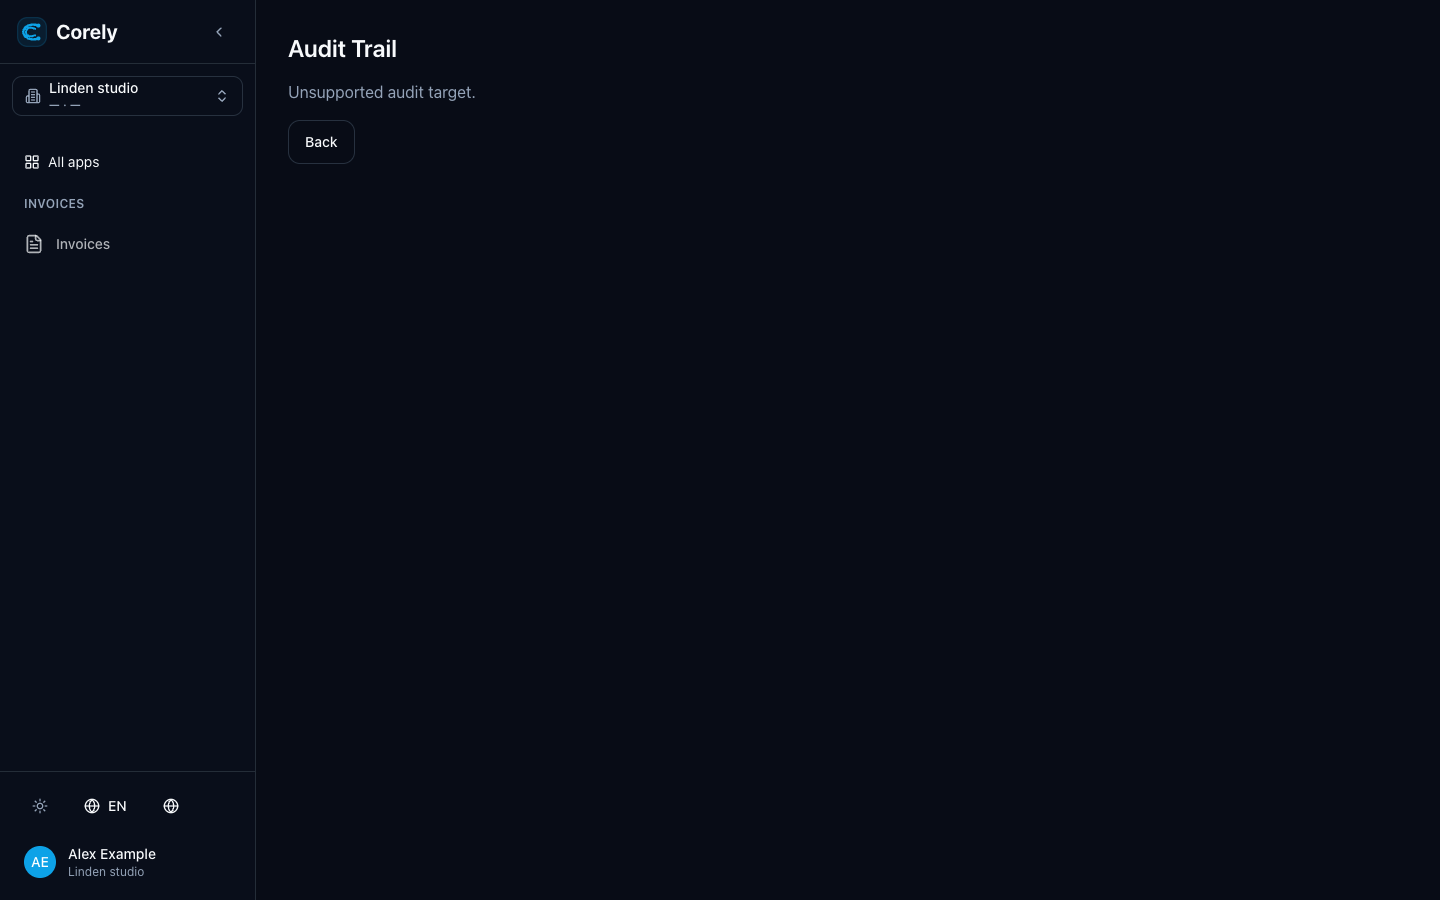 Corely
Linden studio
— · —
All apps
INVOICES
Invoices
EN
AE
Alex Example
Linden studio
Audit Trail
Unsupported audit target.
Back